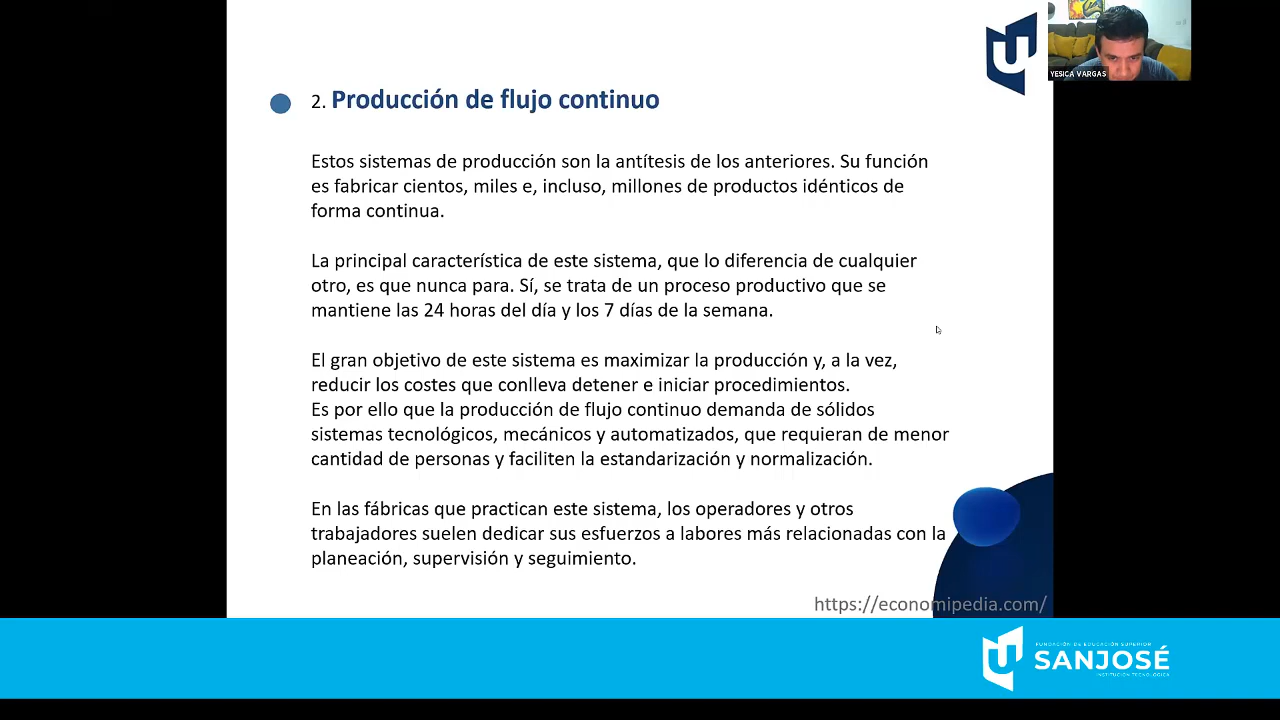 YESICA VARGAS
2. Producción de flujo continuo
Estos sistemas de producción son la antítesis de los anteriores. Su función
es fabricar cientos, miles e, incluso, millones de productos idénticos de
forma continua.
La principal característica de este sistema, que lo diferencia de cualquier
otro, es que nunca para. Sí, se trata de un proceso productivo que se
mantiene las 24 horas del día y los 7 días de la semana.
El gran objetivo de este sistema es maximizar la producción y, a la vez,
reducir los costes que conlleva detener e iniciar procedimientos.
Es por ello que la producción de flujo continuo demanda de sólidos
sistemas tecnológicos, mecánicos y automatizados, que requieran de menor
cantidad de personas y faciliten la estandarización y normalización.
En las fábricas que practican este sistema, los operadores y otros
trabajadores suelen dedicar sus esfuerzos a labores más relacionadas con la
planeación, supervisión y seguimiento.
https://economipedia.com/
FUNDACIÓN DE EDUCACIÓN SUPERIOR
SANJOSÉ
INSTITUCIÓN TECNOLÓGICA